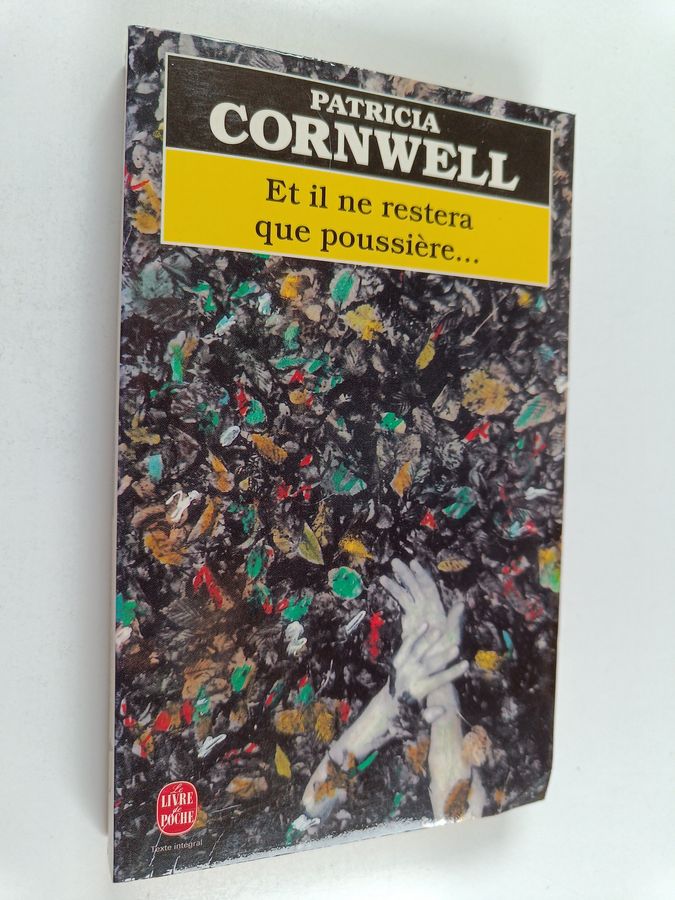 PATRICIA
CORNWELL
Et il ne restera
que poussière...
Le
LIVRE
de
POCHE
Texte intégral